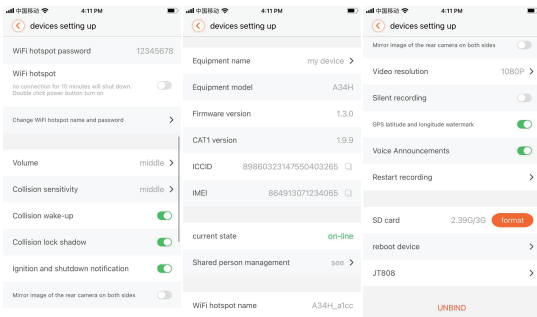 中国移动 4:11 PM
devices setting up
WiFi hotspot password 12345678
WiFi hotspot
no connection for 10 minutes will shut down.
Double click power button turn on
Change WiFi hotspot name and password
Volume middle
Collision sensitivity middle
Collision wake-up
Collision lock shadow
Ignition and shutdown notification
Mirror image of the rear camera on both sides
中国移动 4:11 PM
devices setting up
Equipment name my device
Equipment model A34H
Firmware version 1.3.0
CAT1 version 1.9.9
ICCID 89860323147550403265
IMEI 864913071234065
current state on-line
Shared person management see
WiFi hotspot name A34H_a1cc
中国移动 4:11 PM
devices setting up
Mirror image of the rear camera on both sides
Video resolution 1080P
Silent recording
GPS latitude and longitude watermark
Voice Announcements
Restart recording
SD card 2.39G/3G format
reboot device
JT808
UNBIND